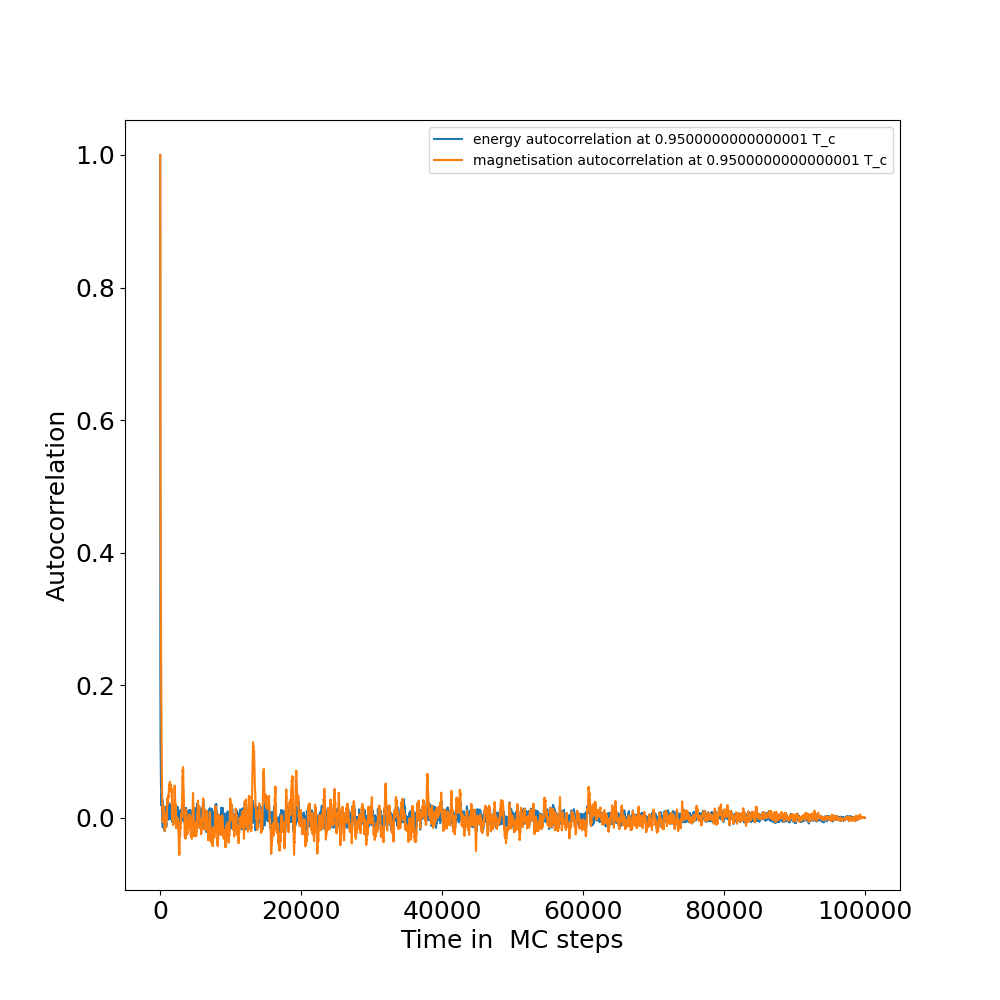 energy autocorrelation at 0.9500000000000001 T_c
magnetisation autocorrelation at 0.9500000000000001 T_c
1.0
0.8
0.6
0.4
0.2
0.0
Autocorrelation
0 20000 40000 60000 80000 100000
Time in  MC steps